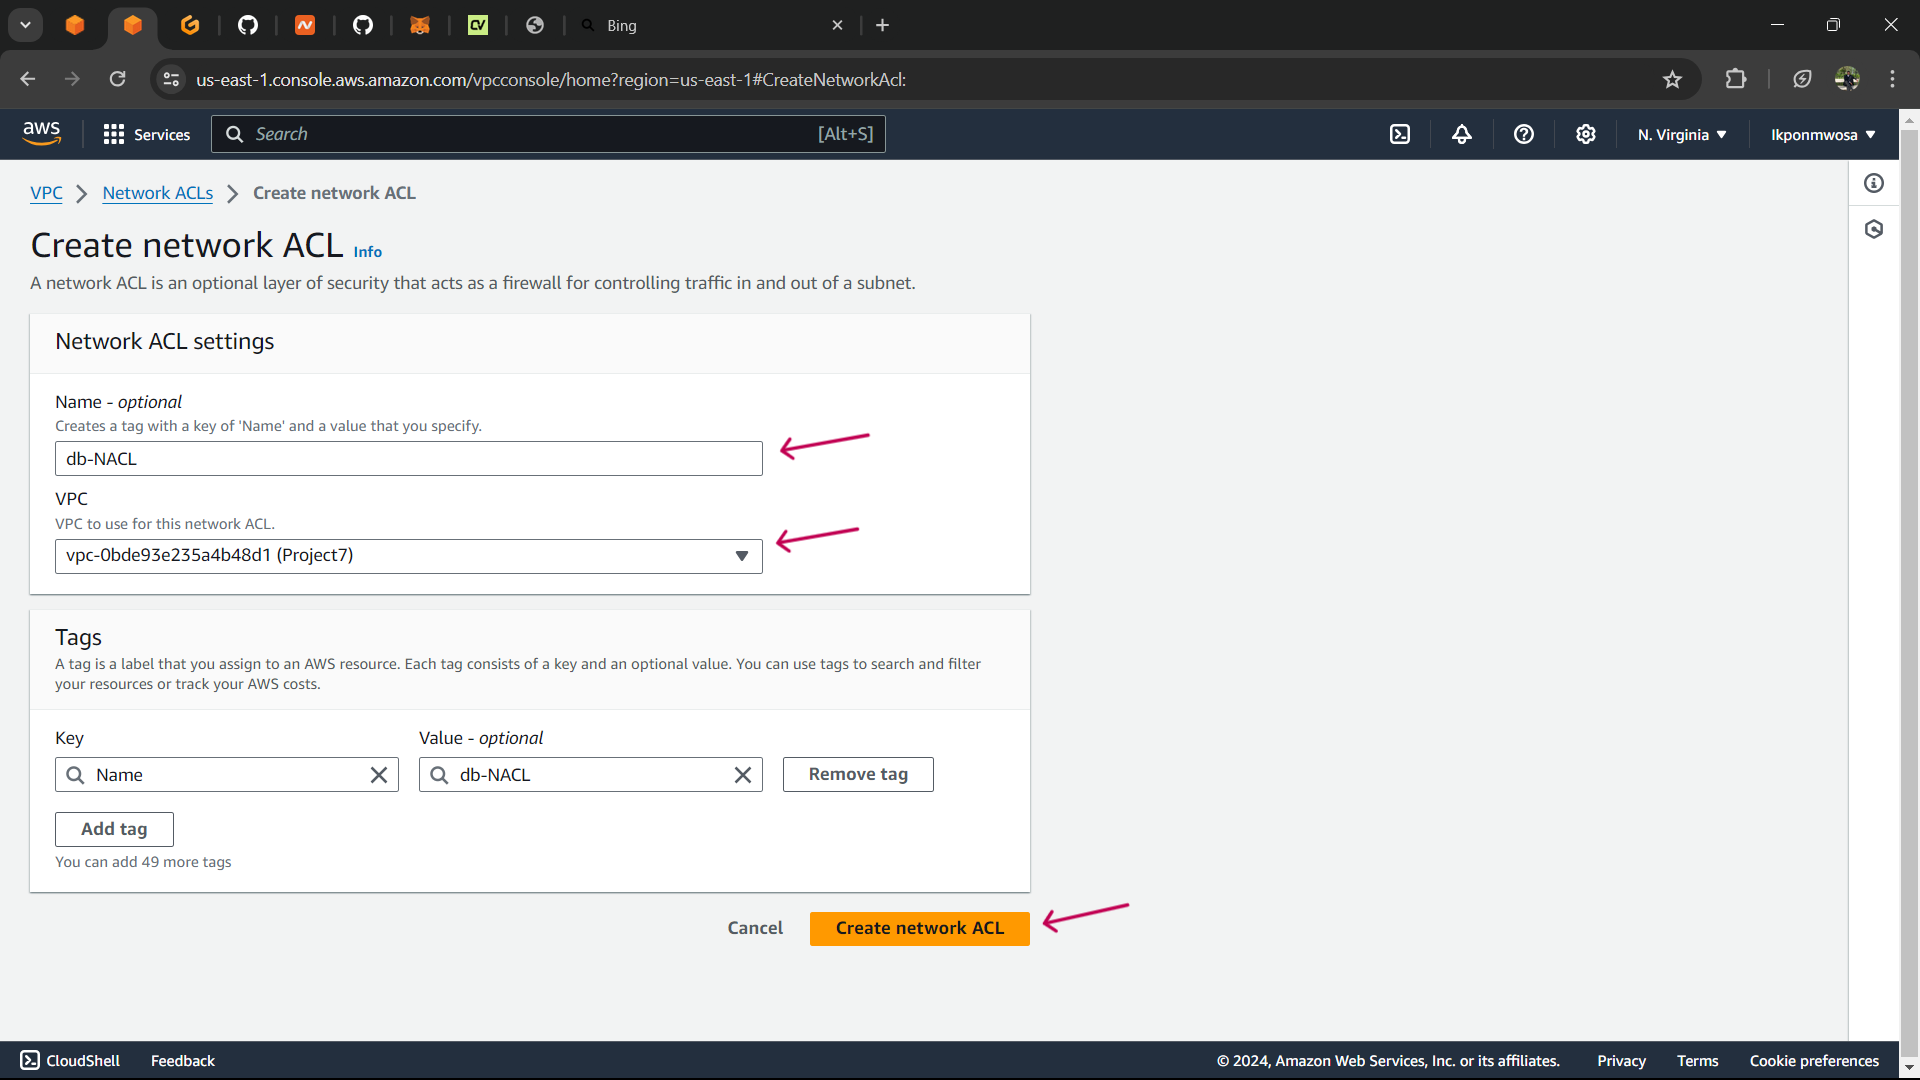 Bing
us-east-1.console.aws.amazon.com/vpcconsole/home?region=us-east-1#CreateNetworkAcl:
aws
Services
Search
[Alt+S]
N. Virginia
Ikponmwosa
VPC
Network ACLs
Create network ACL
Create network ACL
Info
A network ACL is an optional layer of security that acts as a firewall for controlling traffic in and out of a subnet.
Network ACL settings
Name - optional
Creates a tag with a key of 'Name' and a value that you specify.
db-NACL
VPC
VPC to use for this network ACL.
vpc-0bde93e235a4b48d1 (Project7)
Tags
A tag is a label that you assign to an AWS resource. Each tag consists of a key and an optional value. You can use tags to search and filter
your resources or track your AWS costs.
Key
Value - optional
Name
db-NACL
Remove tag
Add tag
You can add 49 more tags
Cancel
Create network ACL
CloudShell
Feedback
© 2024, Amazon Web Services, Inc. or its affiliates.
Privacy
Terms
Cookie preferences